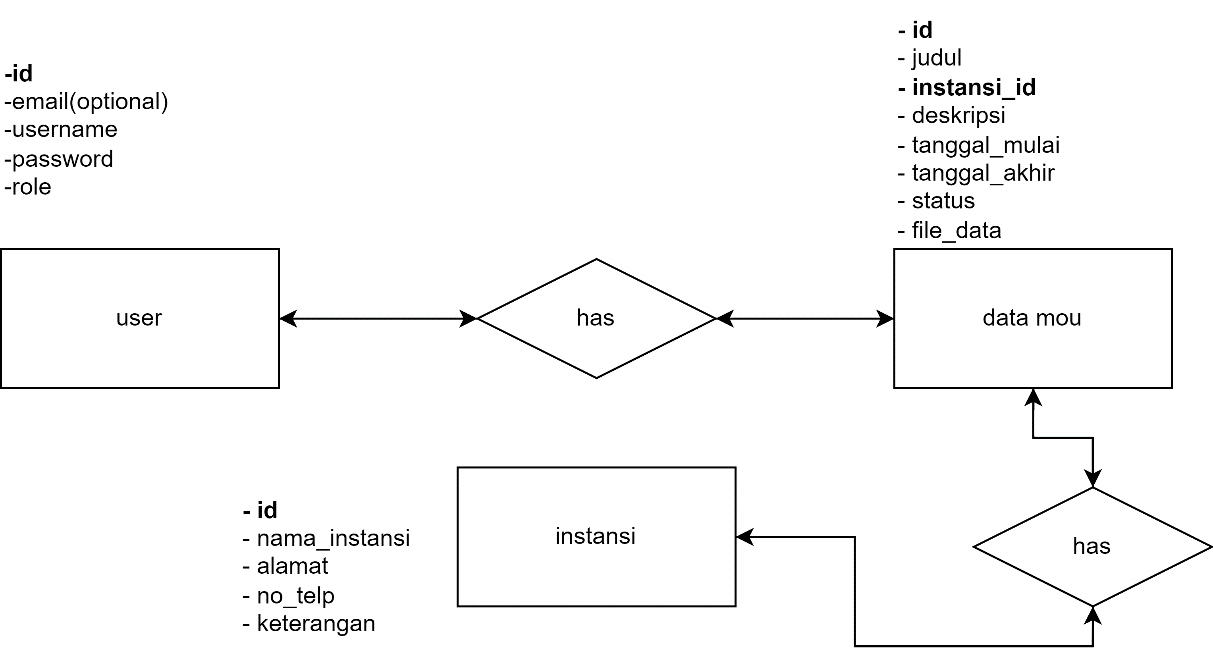 -id
-email(optional)
-username
-password
-role
- id
- judul
- instansi_id
- deskripsi
- tanggal_mulai
- tanggal_akhir
- status
- file_data
user
has
data mou
- id
- nama_instansi
- alamat
- no_telp
- keterangan
instansi
has